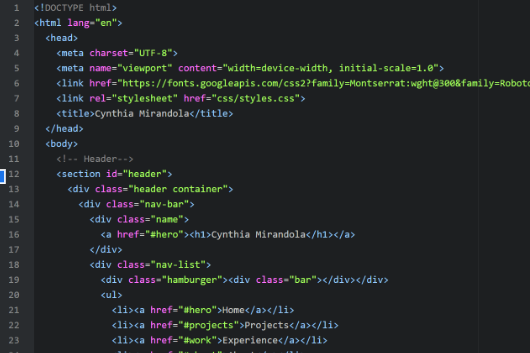 1 <!DOCTYPE html>
2 <html lang="en">
3 <head>
4 <meta charset="UTF-8">
5 <meta name="viewport" content="width=device-width, initial-scale=1.0">
6 <link href="https://fonts.googleapis.com/css2?family=Montserrat:wght@300&family=Roboto
7 <link rel="stylesheet" href="css/styles.css">
8 <title>Cynthia Mirandola</title>
9 </head>
10 <body>
11 <!-- Header-->
12 <section id="header">
13 <div class="header container">
14 <div class="nav-bar">
15 <div class="name">
16 <a href="#hero"><h1>Cynthia Mirandola</h1></a>
17 </div>
18 <div class="nav-list">
19 <div class="hamburger"><div class="bar"></div></div>
20 <ul>
21 <li><a href="#hero">Home</a></li>
22 <li><a href="#projects">Projects</a></li>
23 <li><a href="#work">Experience</a></li>